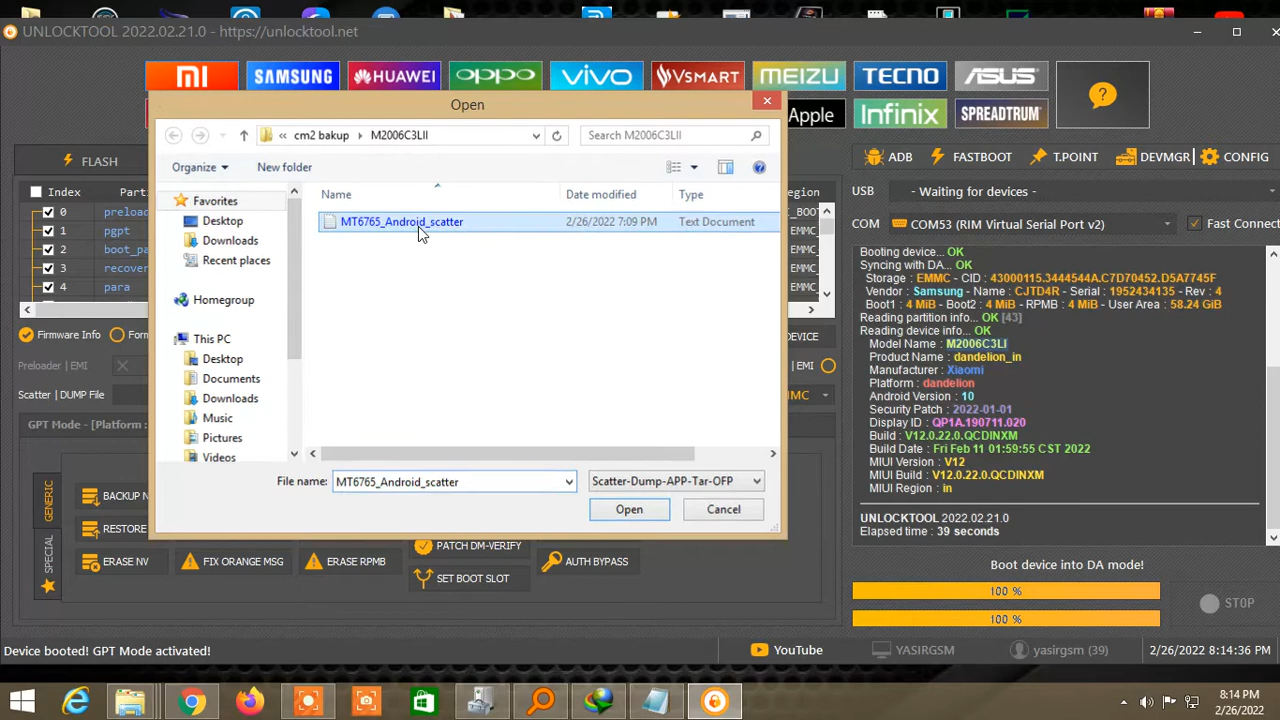 UNLOCKTOOL 2022.02.21.0 - https://unlocktool.net
mi SAMSUNG HUAWEI OPPO vivo VSMART MEIZU TECNO ASUS ?
Apple Infinix SPREADTRUM
Open
« cm2 bakup M2006C3LII
Search M2006C3LII
Organize New folder
?
Favorites
Desktop
Downloads
Recent places
Homegroup
This PC
Desktop
Documents
Downloads
Music
Pictures
Videos
Name Date modified Type
MT6765_Android_scatter 2/26/2022 7:09 PM Text Document
File name: MT6765_Android_scatter
Scatter-Dump-APP-Tar-OFP
Open Cancel
FLASH
Index Parti
0 preload
1 pgpt
2 boot_pa
3 recover
4 para
egion
C_BOOT
EMMC_
EMMC_
EMMC_
EMMC_
Firmware Info Form
DEVICE
Preloader | EMI
| EMI
Scatter | DUMP File
MMC
GPT Mode - [Platform :
GENERIC
SPECIAL
BACKUP N
RESTORE
ERASE NV
FIX ORANGE MSG
ERASE RPMB
PATCH DM-VERIFY
SET BOOT SLOT
AUTH BYPASS
ADB FASTBOOT T.POINT DEVMGR CONFIG
USB - Waiting for devices -
COM COM53 (RIM Virtual Serial Port v2) Fast Connect
Booting device... OK
Syncing with DA... OK
Storage : EMMC - CID : 43000115.3444544A.C7D70452.D5A7745F
Vendor : Samsung - Name : CJTD4R - Serial : 1952434135 - Rev : 4
Boot1 : 4 MiB - Boot2 : 4 MiB - RPMB : 4 MiB - User Area : 58.24 GiB
Reading partition info... OK [43]
Reading device info... OK
Model Name : M2006C3LI
Product Name : dandelion_in
Manufacturer : Xiaomi
Platform : dandelion
Android Version : 10
Security Patch : 2022-01-01
Display ID : QP1A.190711.020
Build : V12.0.22.0.QCDINXM
Build Date : Fri Feb 11 01:59:55 CST 2022
MIUI Version : V12
MIUI Build : V12.0.22.0.QCDINXM
MIUI Region : in
UNLOCKTOOL 2022.02.21.0
Elapsed time : 39 seconds
Boot device into DA mode!
100 %
100 %
STOP
Device booted! GPT Mode activated!
YouTube YASIRGSM yasirgsm (39) 2/26/2022 8:14:36 PM
8:14 PM
2/26/2022